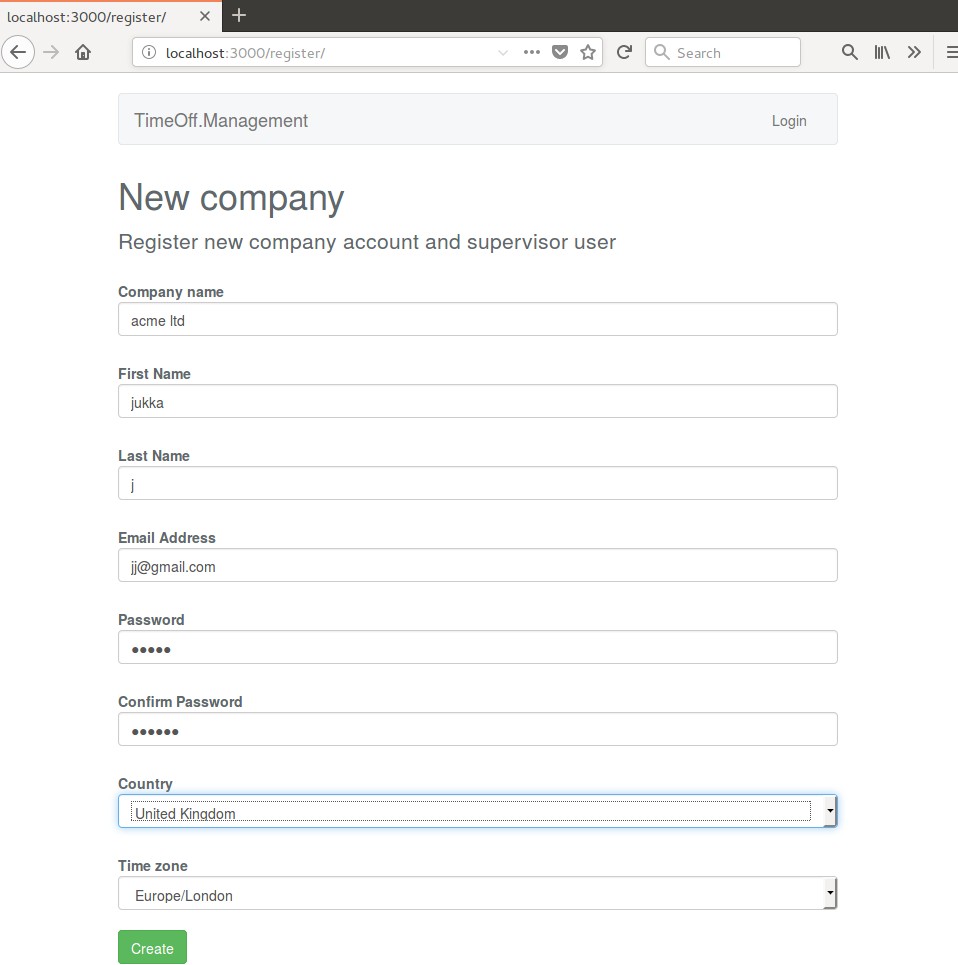 localhost:3000/register/
localhost:3000/register/
Search
TimeOff.Management
Login
New company
Register new company account and supervisor user
Company name
acme ltd
First Name
jukka
Last Name
j
Email Address
jj@gmail.com
Password
●●●●●
Confirm Password
●●●●●●
Country
United Kingdom
Time zone
Europe/London
Create